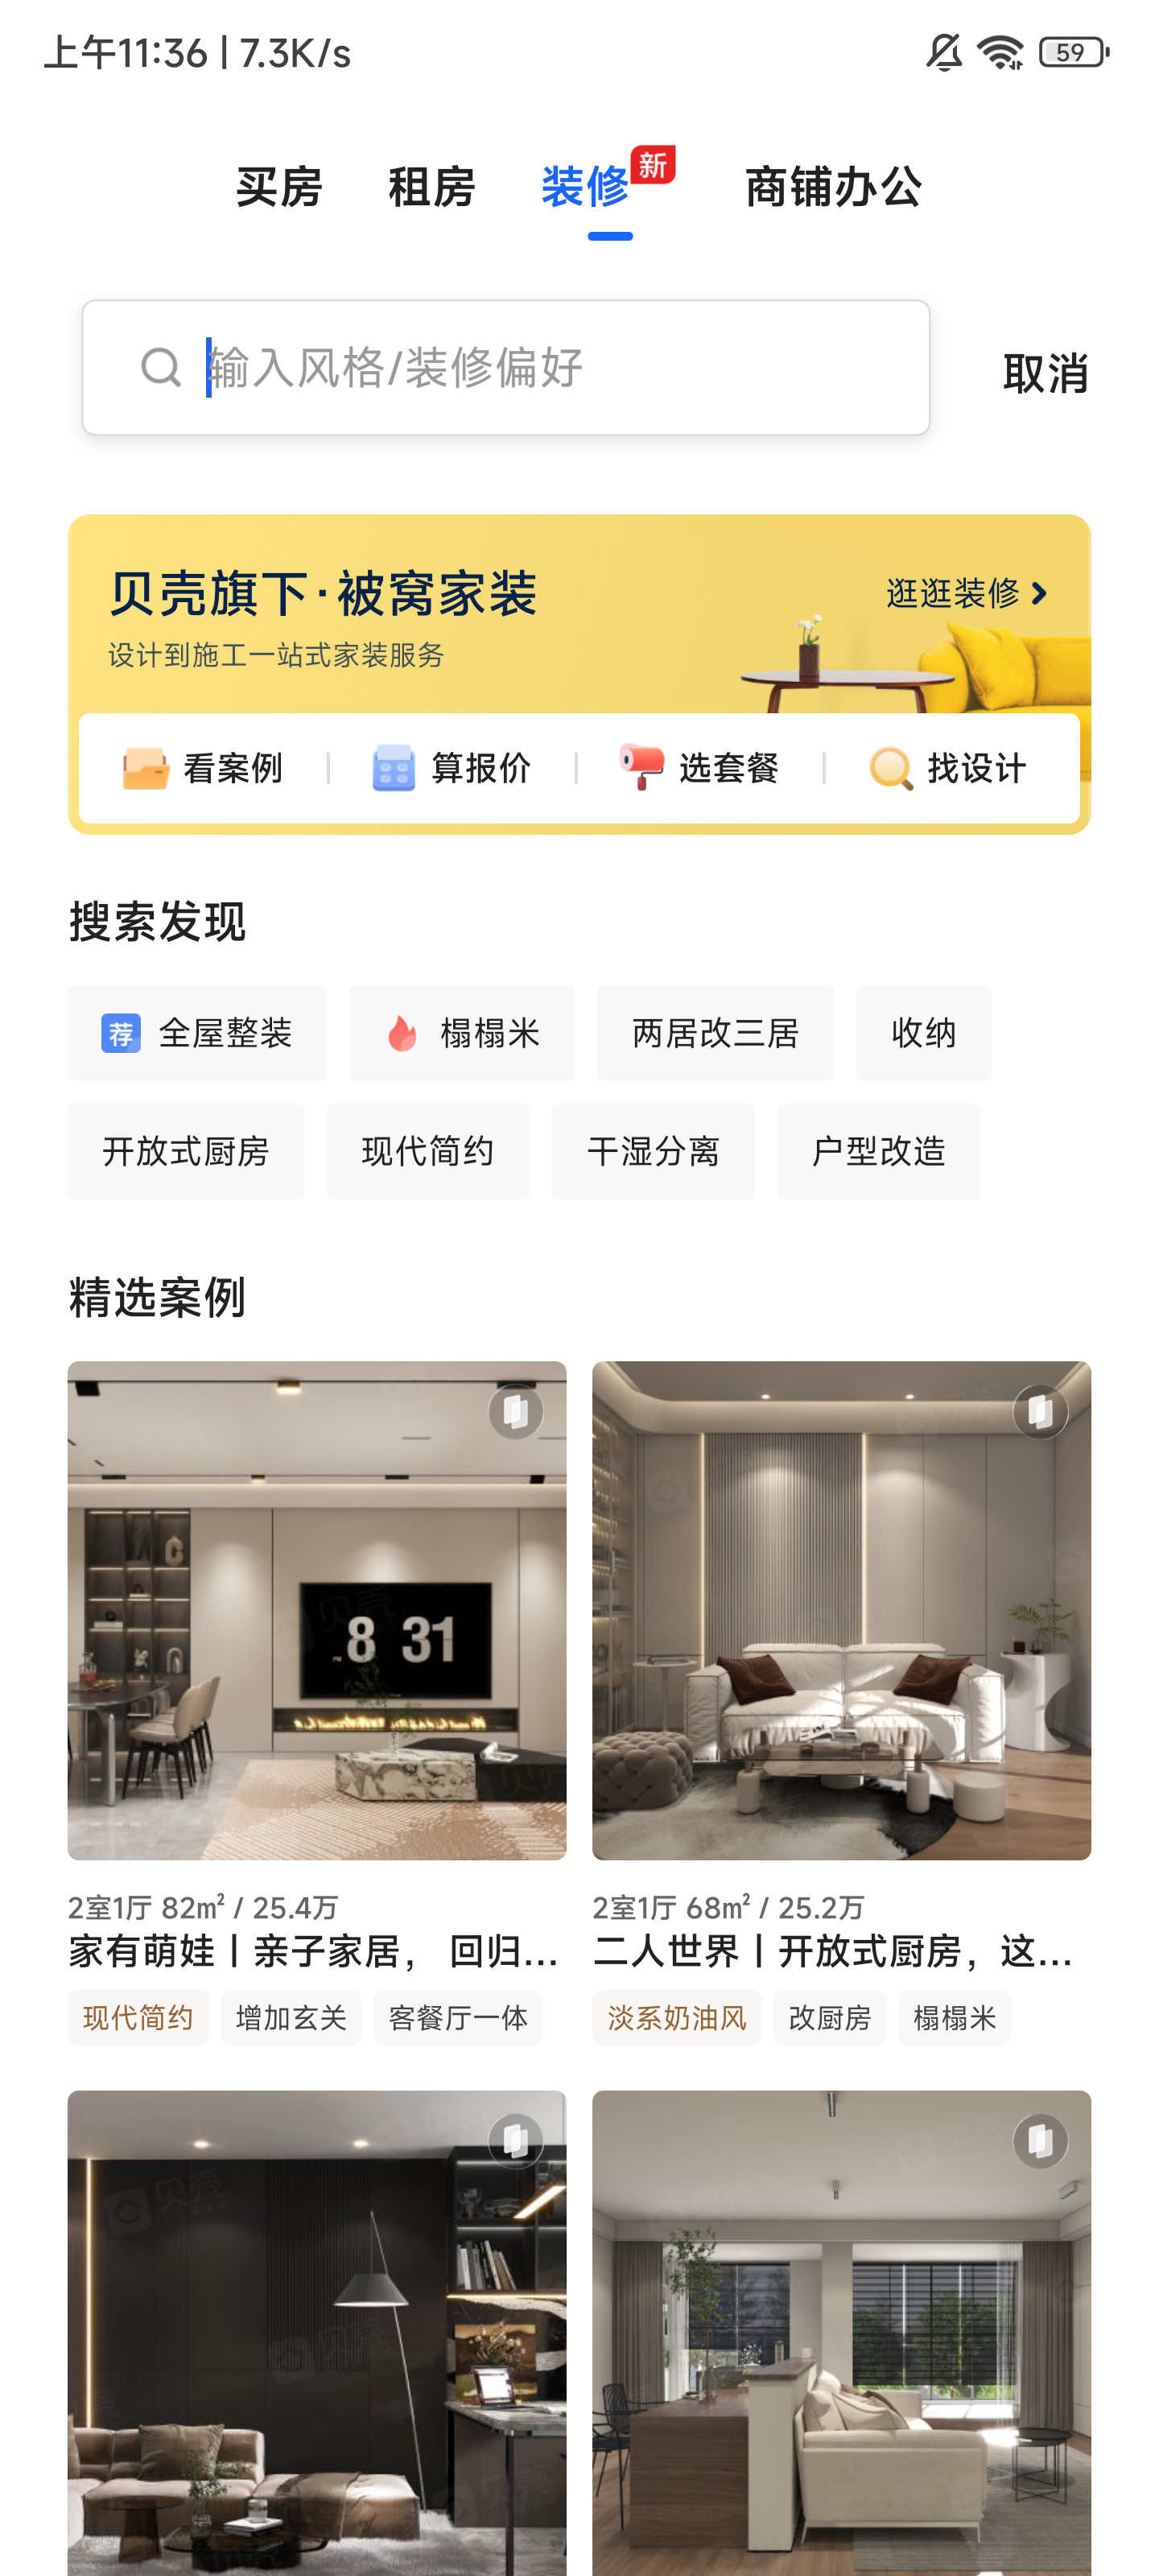 上午11:36 | 7.3K/s
59
买房 租房 装修 新 商铺办公
输入风格/装修偏好
取消
贝壳旗下·被窝家装
逛逛装修
设计到施工一站式家装服务
看案例 算报价 选套餐 找设计
搜索发现
荐 全屋整装 榻榻米 两居改三居 收纳
开放式厨房 现代简约 干湿分离 户型改造
精选案例
贝壳
PM 8 31
2室1厅 82㎡ / 25.4万
家有萌娃丨亲子家居， 回归...
现代简约 增加玄关 客餐厅一体
2室1厅 68㎡ / 25.2万
二人世界丨开放式厨房，这...
淡系奶油风 改厨房 榻榻米
贝壳
贝壳